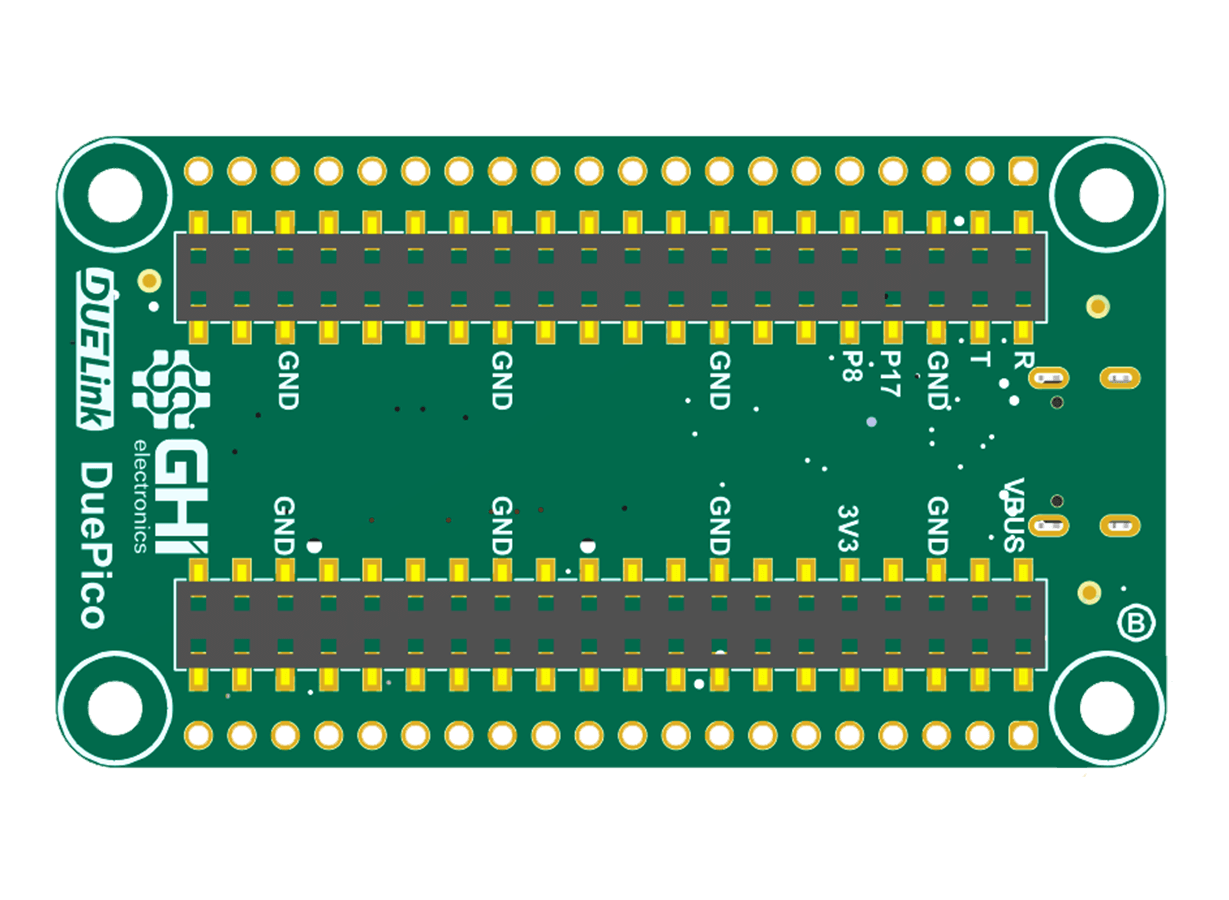 DUELink
DuePico
GHI
electronics
GND
GND
GND
P8
P17
GND
T
R
GND
GND
GND
3V3
GND
VBUS
B